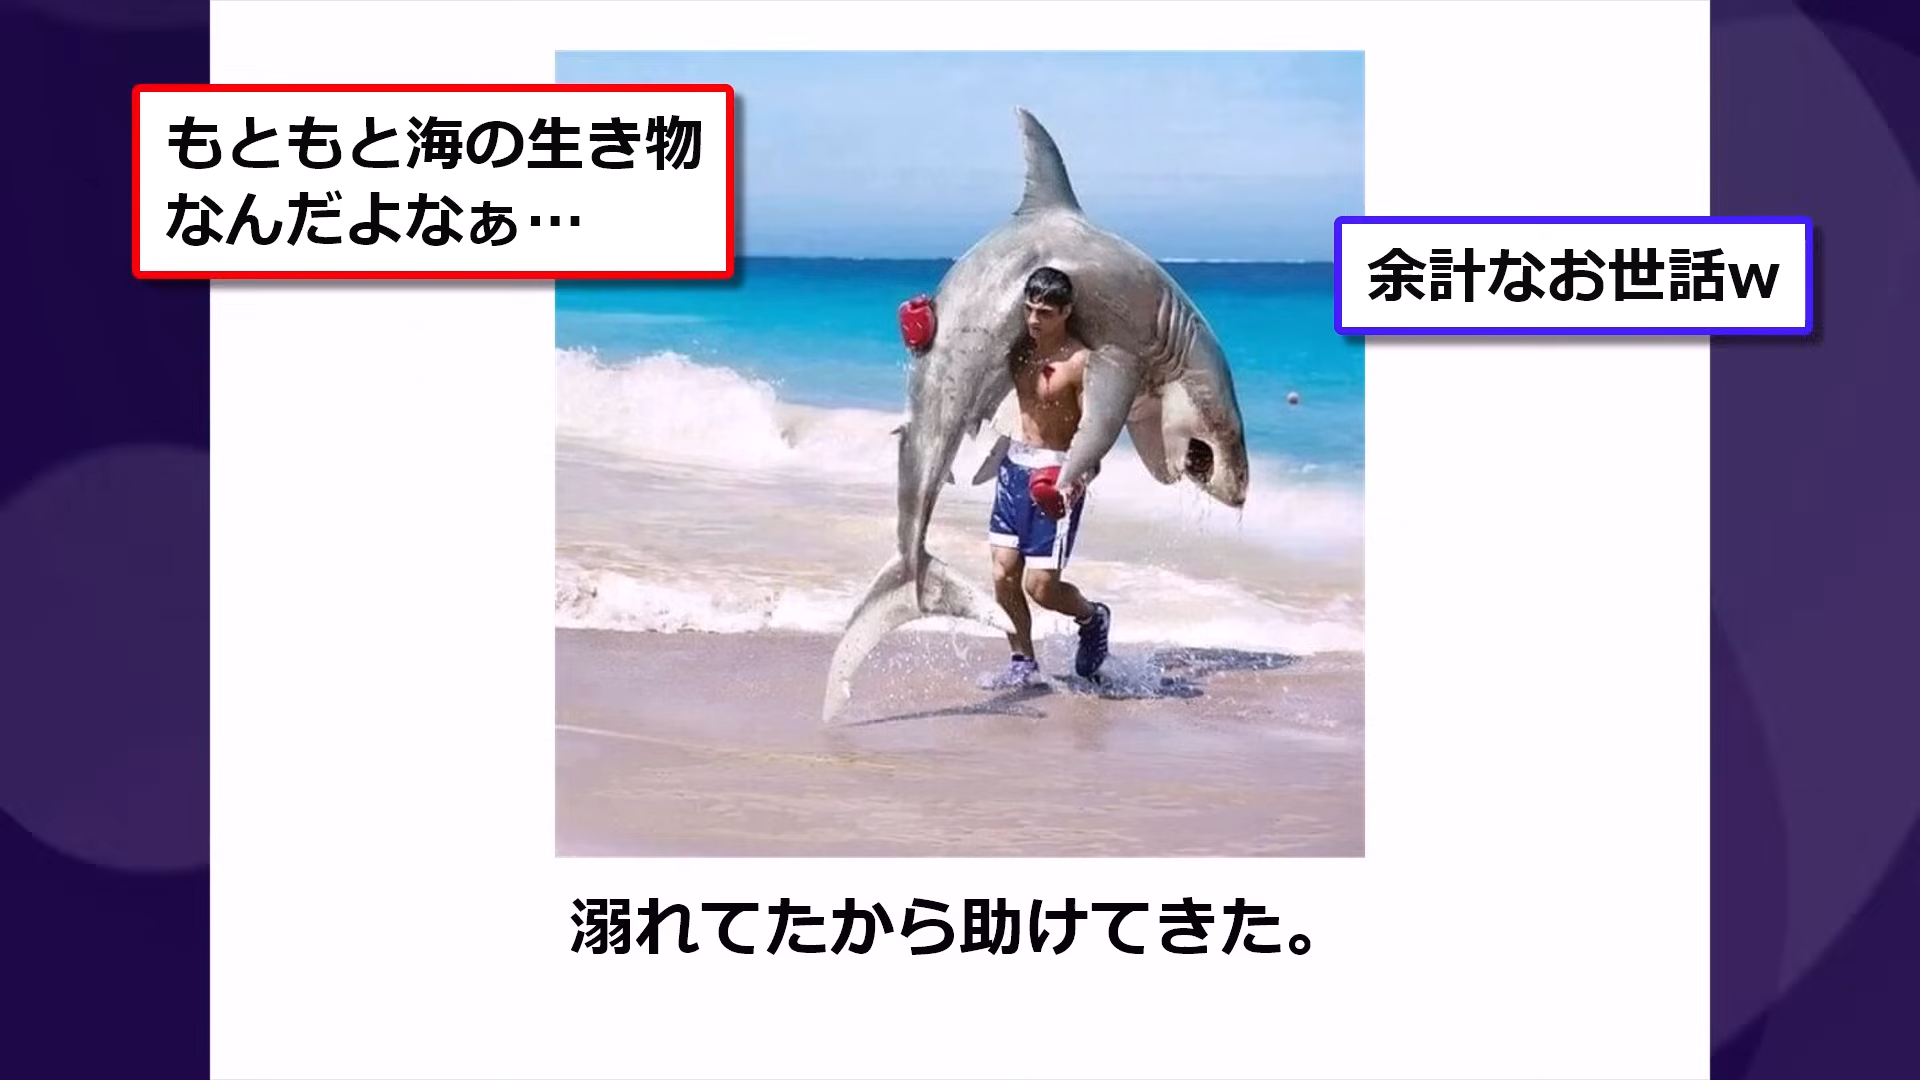 もともと海の生き物
なんだよなぁ…
余計なお世話w
溺れてたから助けてきた。